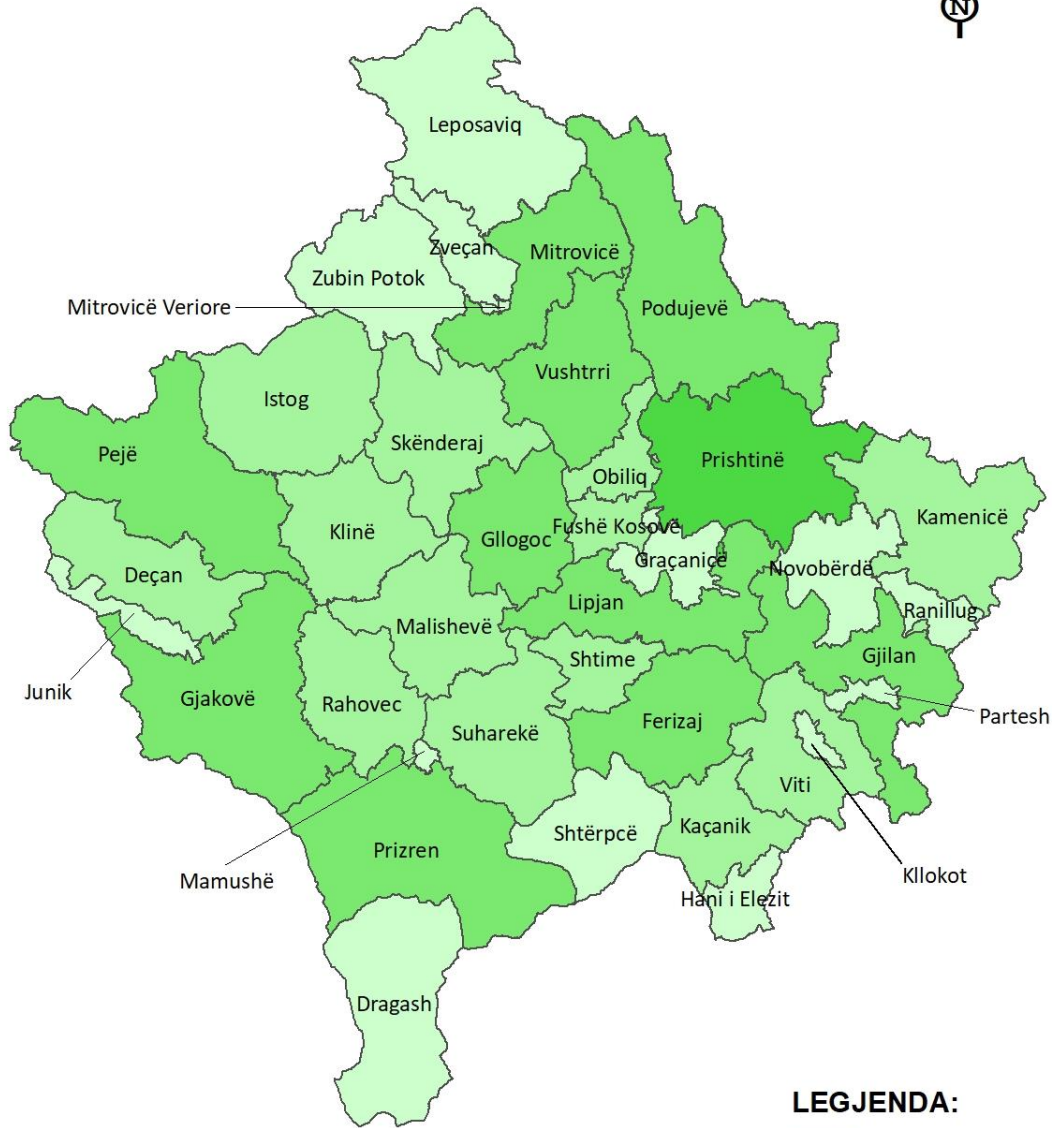 N
Leposaviq
Zveçan
Mitrovicë
Zubin Potok
Mitrovicë Veriore
Podujevë
Vushtrri
Istog
Skënderaj
Pejë
Prishtinë
Obiliq
Kamenicë
Fushë Kosovë
Klinë
Gllogoc
Graçanicë
Novobërdë
Deçan
Lipjan
Ranillug
Malishevë
Shtime
Gjilan
Junik
Gjakovë
Rahovec
Partesh
Ferizaj
Suharekë
Viti
Kaçanik
Shtërpcë
Prizren
Kllokot
Mamushë
Hani i Elezit
Dragash
LEGJENDA: